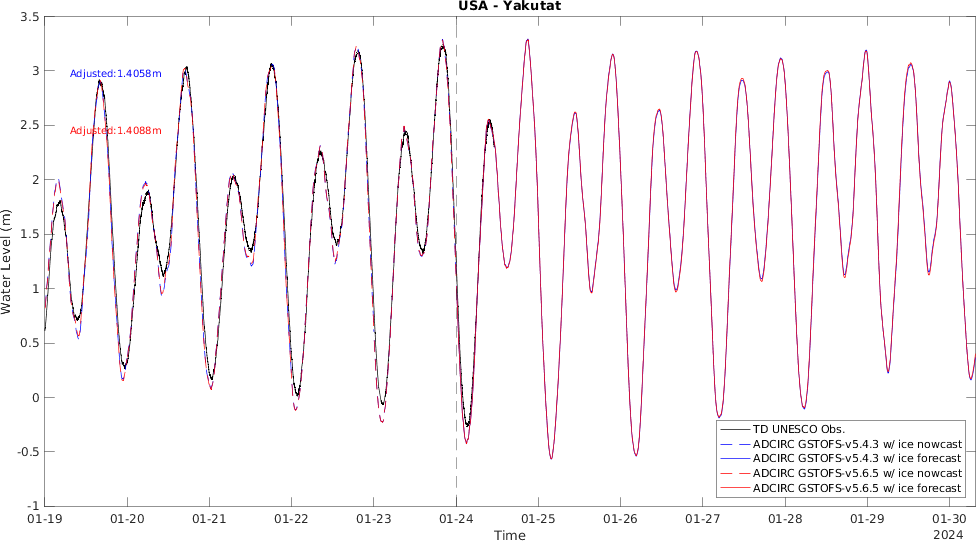 USA - Yakutat
3.5
3
2.5
2
1.5
1
0.5
0
-0.5
-1
Water Level (m)
Adjusted:1.4058m
Adjusted:1.4088m
TD UNESCO Obs.
ADCIRC GSTOFS-v5.4.3 w/ ice nowcast
ADCIRC GSTOFS-v5.4.3 w/ ice forecast
ADCIRC GSTOFS-v5.6.5 w/ ice nowcast
ADCIRC GSTOFS-v5.6.5 w/ ice forecast
01-19 01-20 01-21 01-22 01-23 01-24 01-25 01-26 01-27 01-28 01-29 01-30
Time
2024